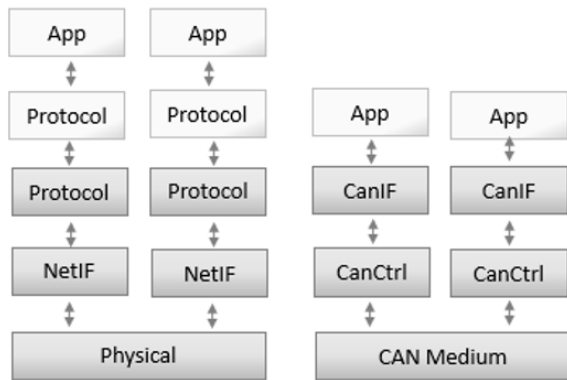 App App
Protocol Protocol
App App
Protocol Protocol
CanIF CanIF
NetIF NetIF
CanCtrl CanCtrl
Physical
CAN Medium